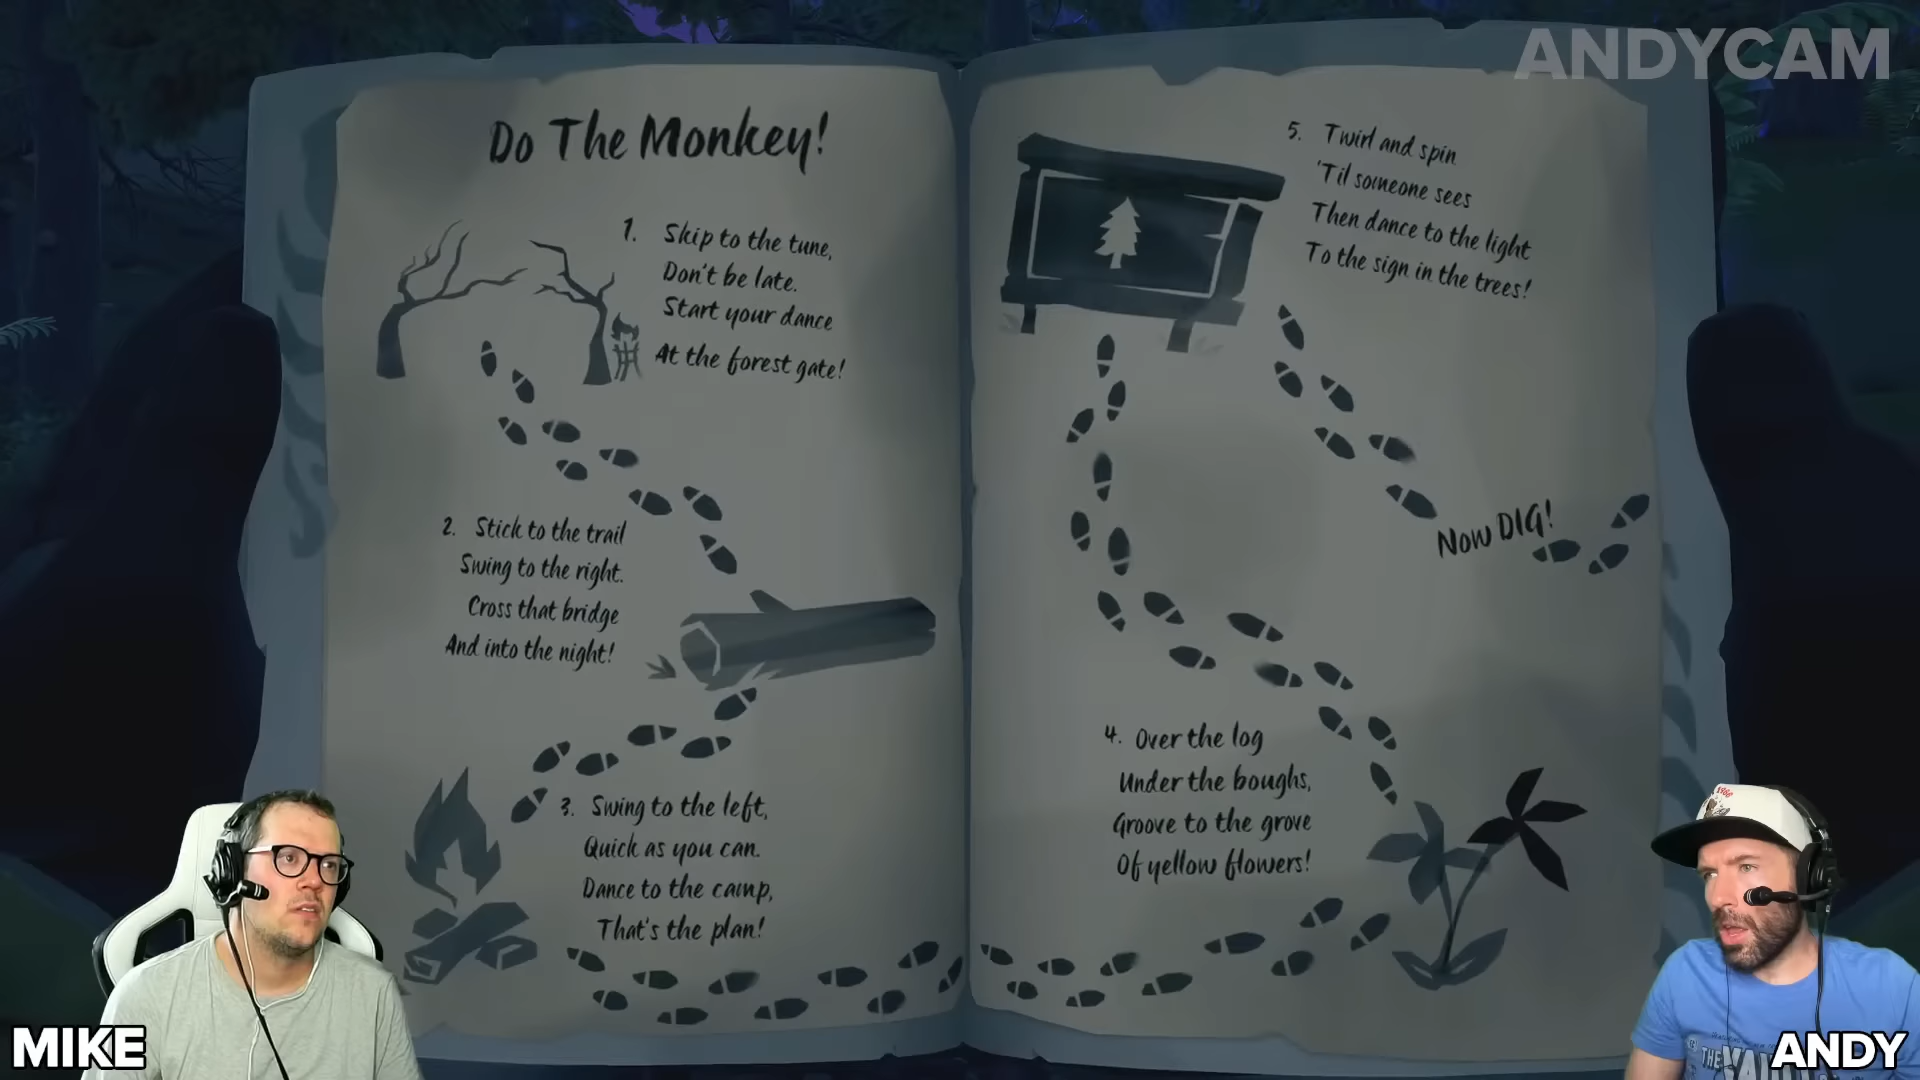 ANDYCAM
Do The Monkey!
1. Skip to the tune,
Don't be late.
Start your dance
At the forest gate!
2. Stick to the trail
Swing to the right.
Cross that bridge
And into the night!
3. Swing to the left,
Quick as you can.
Dance to the camp,
That's the plan!
4. Over the log
Under the boughs,
Groove to the grove
Of yellow flowers!
5. Twirl and spin
'Til someone sees
Then dance to the light
To the sign in the trees!
Now DIG!
MIKE
1966
THE
ANDY